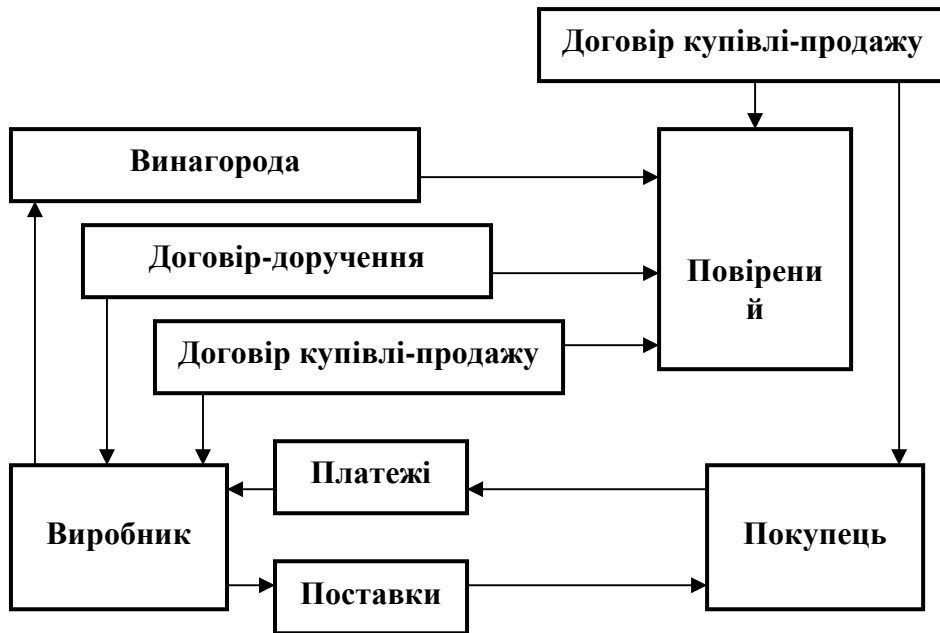 Договір купівлі-продажу
Винагорода
Договір-доручення
Повірени
й
Договір купівлі-продажу
Платежі
Виробник
Покупець
Поставки